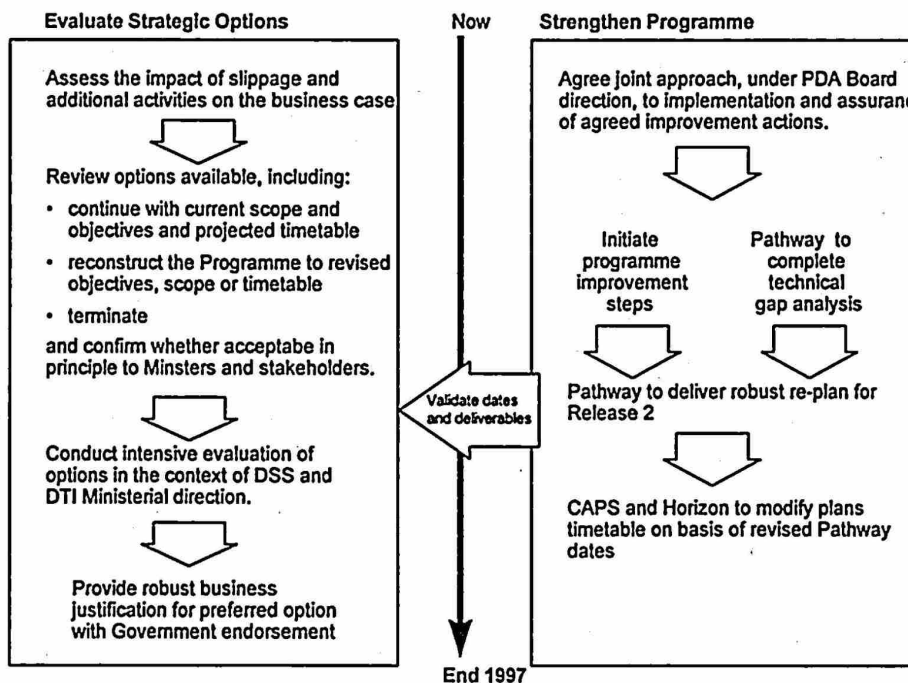 Evaluate Strategic Options
Assess the impact of slippage and
additional activities on the business case
Review options available, including:
• continue with current scope and
objectives and projected timetable
• reconstruct the Programme to revised
objectives, scope or timetable
• terminate
and confirm whether acceptabe in
principle to Minsters and stakeholders.
Conduct intensive evaluation of
options in the context of DSS and
DTI Ministerial direction.
Provide robust business
justification for preferred option
with Government endorsement
Now
Validate dates
and deliverables
End 1997
Strengthen Programme
Agree joint approach, under PDA Board
direction, to implementation and assuranc
of agreed improvement actions.
Initiate
programme
improvement
steps
Pathway to
complete
technical
gap analysis
Pathway to deliver robust re-plan for
Release 2
CAPS and Horizon to modify plans
timetable on basis of revised Pathway
dates